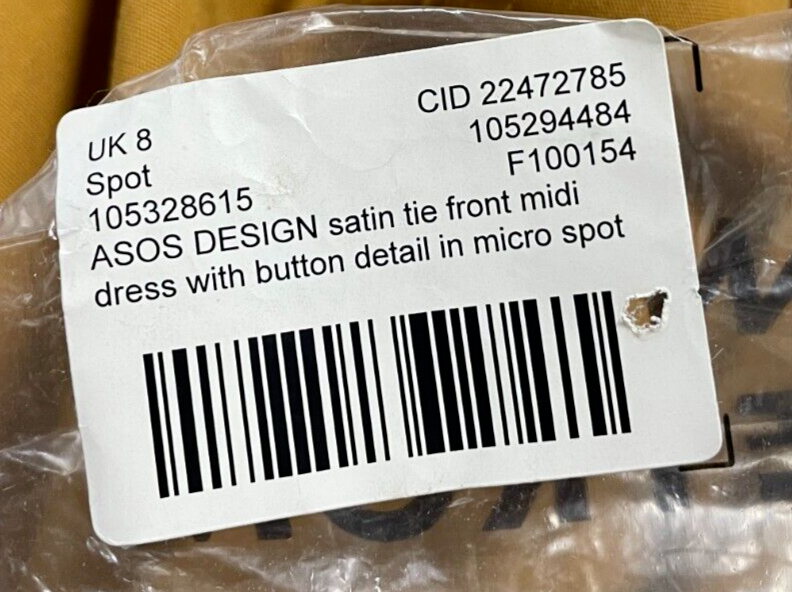 UK 8
CID 22472785
Spot
105294484
105328615
F100154
ASOS DESIGN satin tie front midi
dress with button detail in micro spot